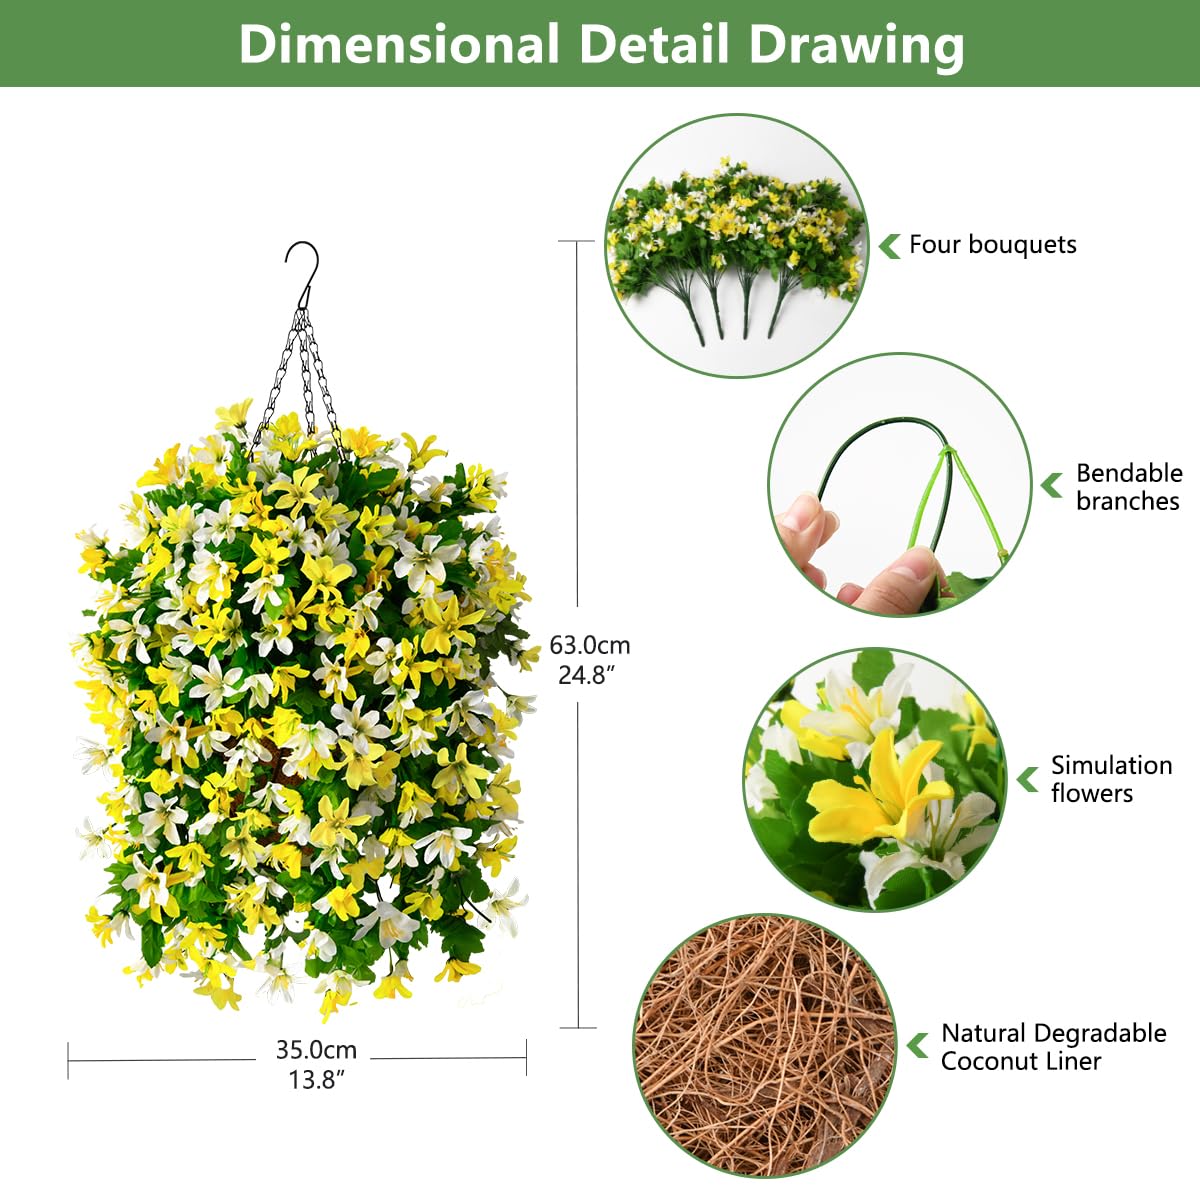 Dimensional Detail Drawing
Four bouquets
Bendable
branches
63.0cm
24.8”
Simulation
flowers
35.0cm
13.8”
Natural Degradable
Coconut Liner